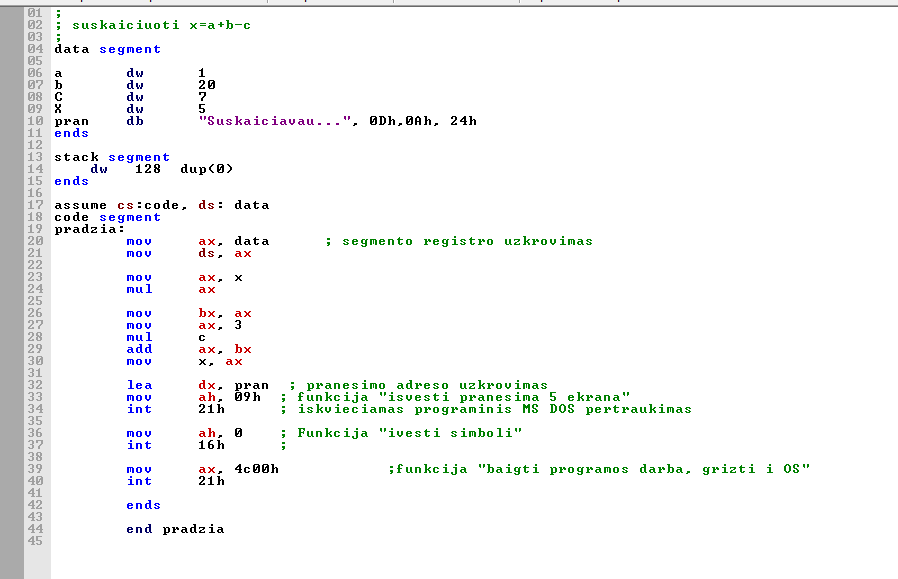 01 ;
02 ; suskaiciuoti x=a+b-c
03 ;
04 data segment
05
06 a dw 1
07 b dw 20
08 C dw 7
09 X dw 5
10 pran db "Suskaiciavau...", 0Dh,0Ah, 24h
11 ends
12
13 stack segment
14 dw 128 dup(0)
15 ends
16
17 assume cs:code, ds: data
18 code segment
19 pradzia:
20 mov ax, data ; segmento registro uzkrovimas
21 mov ds, ax
22
23 mov ax, x
24 mul ax
25
26 mov bx, ax
27 mov ax, 3
28 mul c
29 add ax, bx
30 mov x, ax
31
32 lea dx, pran ; pranesimo adreso uzkrovimas
33 mov ah, 09h ; funkcija "isvesti pranesima 5 ekrana"
34 int 21h ; iskvieciamas programinis MS DOS pertraukimas
35
36 mov ah, 0 ; Funkcija "ivesti simboli"
37 int 16h ;
38
39 mov ax, 4c00h ;funkcija "baigti programos darba, grizti i OS"
40 int 21h
41
42 ends
43
44 end pradzia
45